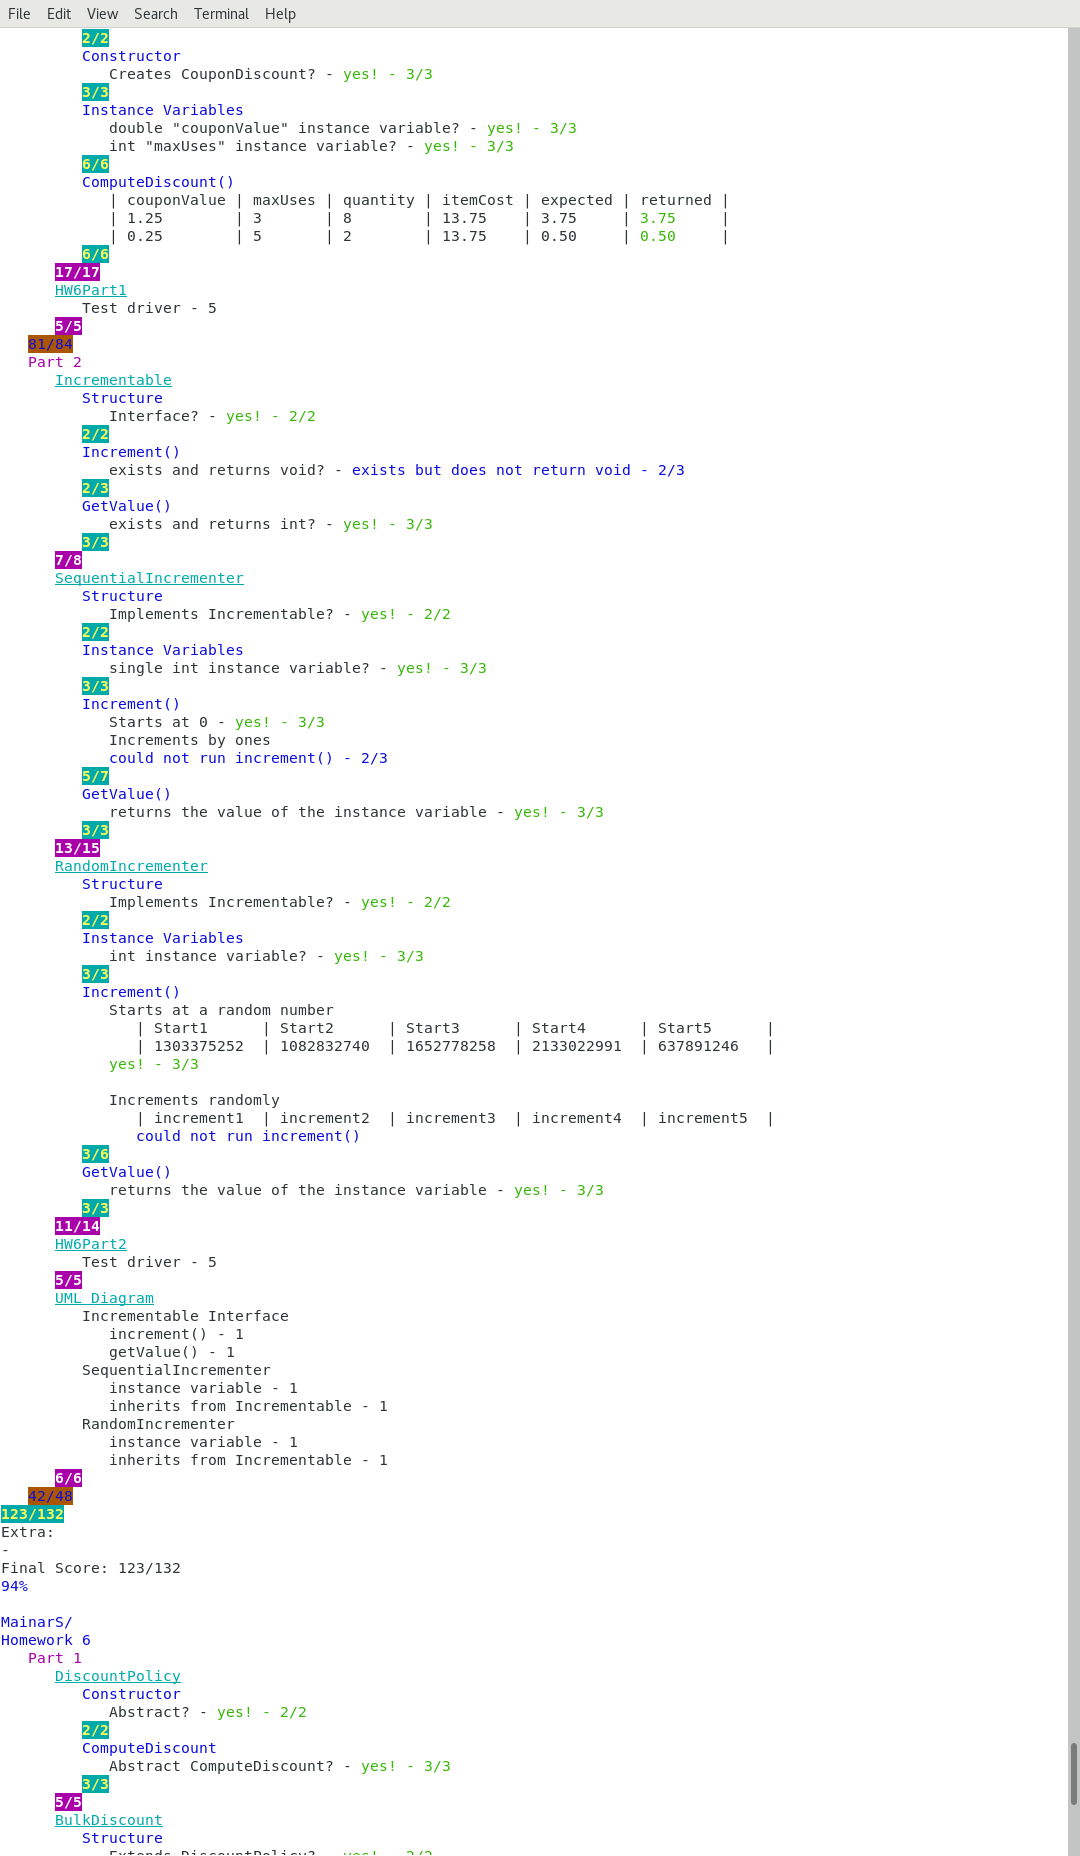 File Edit View Search Terminal Help
2/2
Constructor
Creates CouponDiscount? - yes! - 3/3
3/3
Instance Variables
double "couponValue" instance variable? - yes! - 3/3
int "maxUses" instance variable? - yes! - 3/3
6/6
ComputeDiscount()
| couponValue | maxUses | quantity | itemCost | expected | returned |
| 1.25 | 3 | 8 | 13.75 | 3.75 | 3.75 |
| 0.25 | 5 | 2 | 13.75 | 0.50 | 0.50 |
6/6
17/17
HW6Part1
Test driver - 5
5/5
81/84
Part 2
Incrementable
Structure
Interface? - yes! - 2/2
2/2
Increment()
exists and returns void? - exists but does not return void - 2/3
2/3
GetValue()
exists and returns int? - yes! - 3/3
3/3
7/8
SequentialIncrementer
Structure
Implements Incrementable? - yes! - 2/2
2/2
Instance Variables
single int instance variable? - yes! - 3/3
3/3
Increment()
Starts at 0 - yes! - 3/3
Increments by ones
could not run increment() - 2/3
5/7
GetValue()
returns the value of the instance variable - yes! - 3/3
3/3
13/15
RandomIncrementer
Structure
Implements Incrementable? - yes! - 2/2
2/2
Instance Variables
int instance variable? - yes! - 3/3
3/3
Increment()
Starts at a random number
| Start1 | Start2 | Start3 | Start4 | Start5 |
| 1303375252 | 1082832740 | 1652778258 | 2133022991 | 637891246 |
yes! - 3/3
Increments randomly
| increment1 | increment2 | increment3 | increment4 | increment5 |
could not run increment()
3/6
GetValue()
returns the value of the instance variable - yes! - 3/3
3/3
11/14
HW6Part2
Test driver - 5
5/5
UML Diagram
Incrementable Interface
increment() - 1
getValue() - 1
SequentialIncrementer
instance variable - 1
inherits from Incrementable - 1
RandomIncrementer
instance variable - 1
inherits from Incrementable - 1
6/6
42/48
123/132
Extra:
-
Final Score: 123/132
94%
MainarS/
Homework 6
Part 1
DiscountPolicy
Constructor
Abstract? - yes! - 2/2
2/2
ComputeDiscount
Abstract ComputeDiscount? - yes! - 3/3
3/3
5/5
BulkDiscount
Structure
Extends DiscountPolicy? - yes! - 2/2